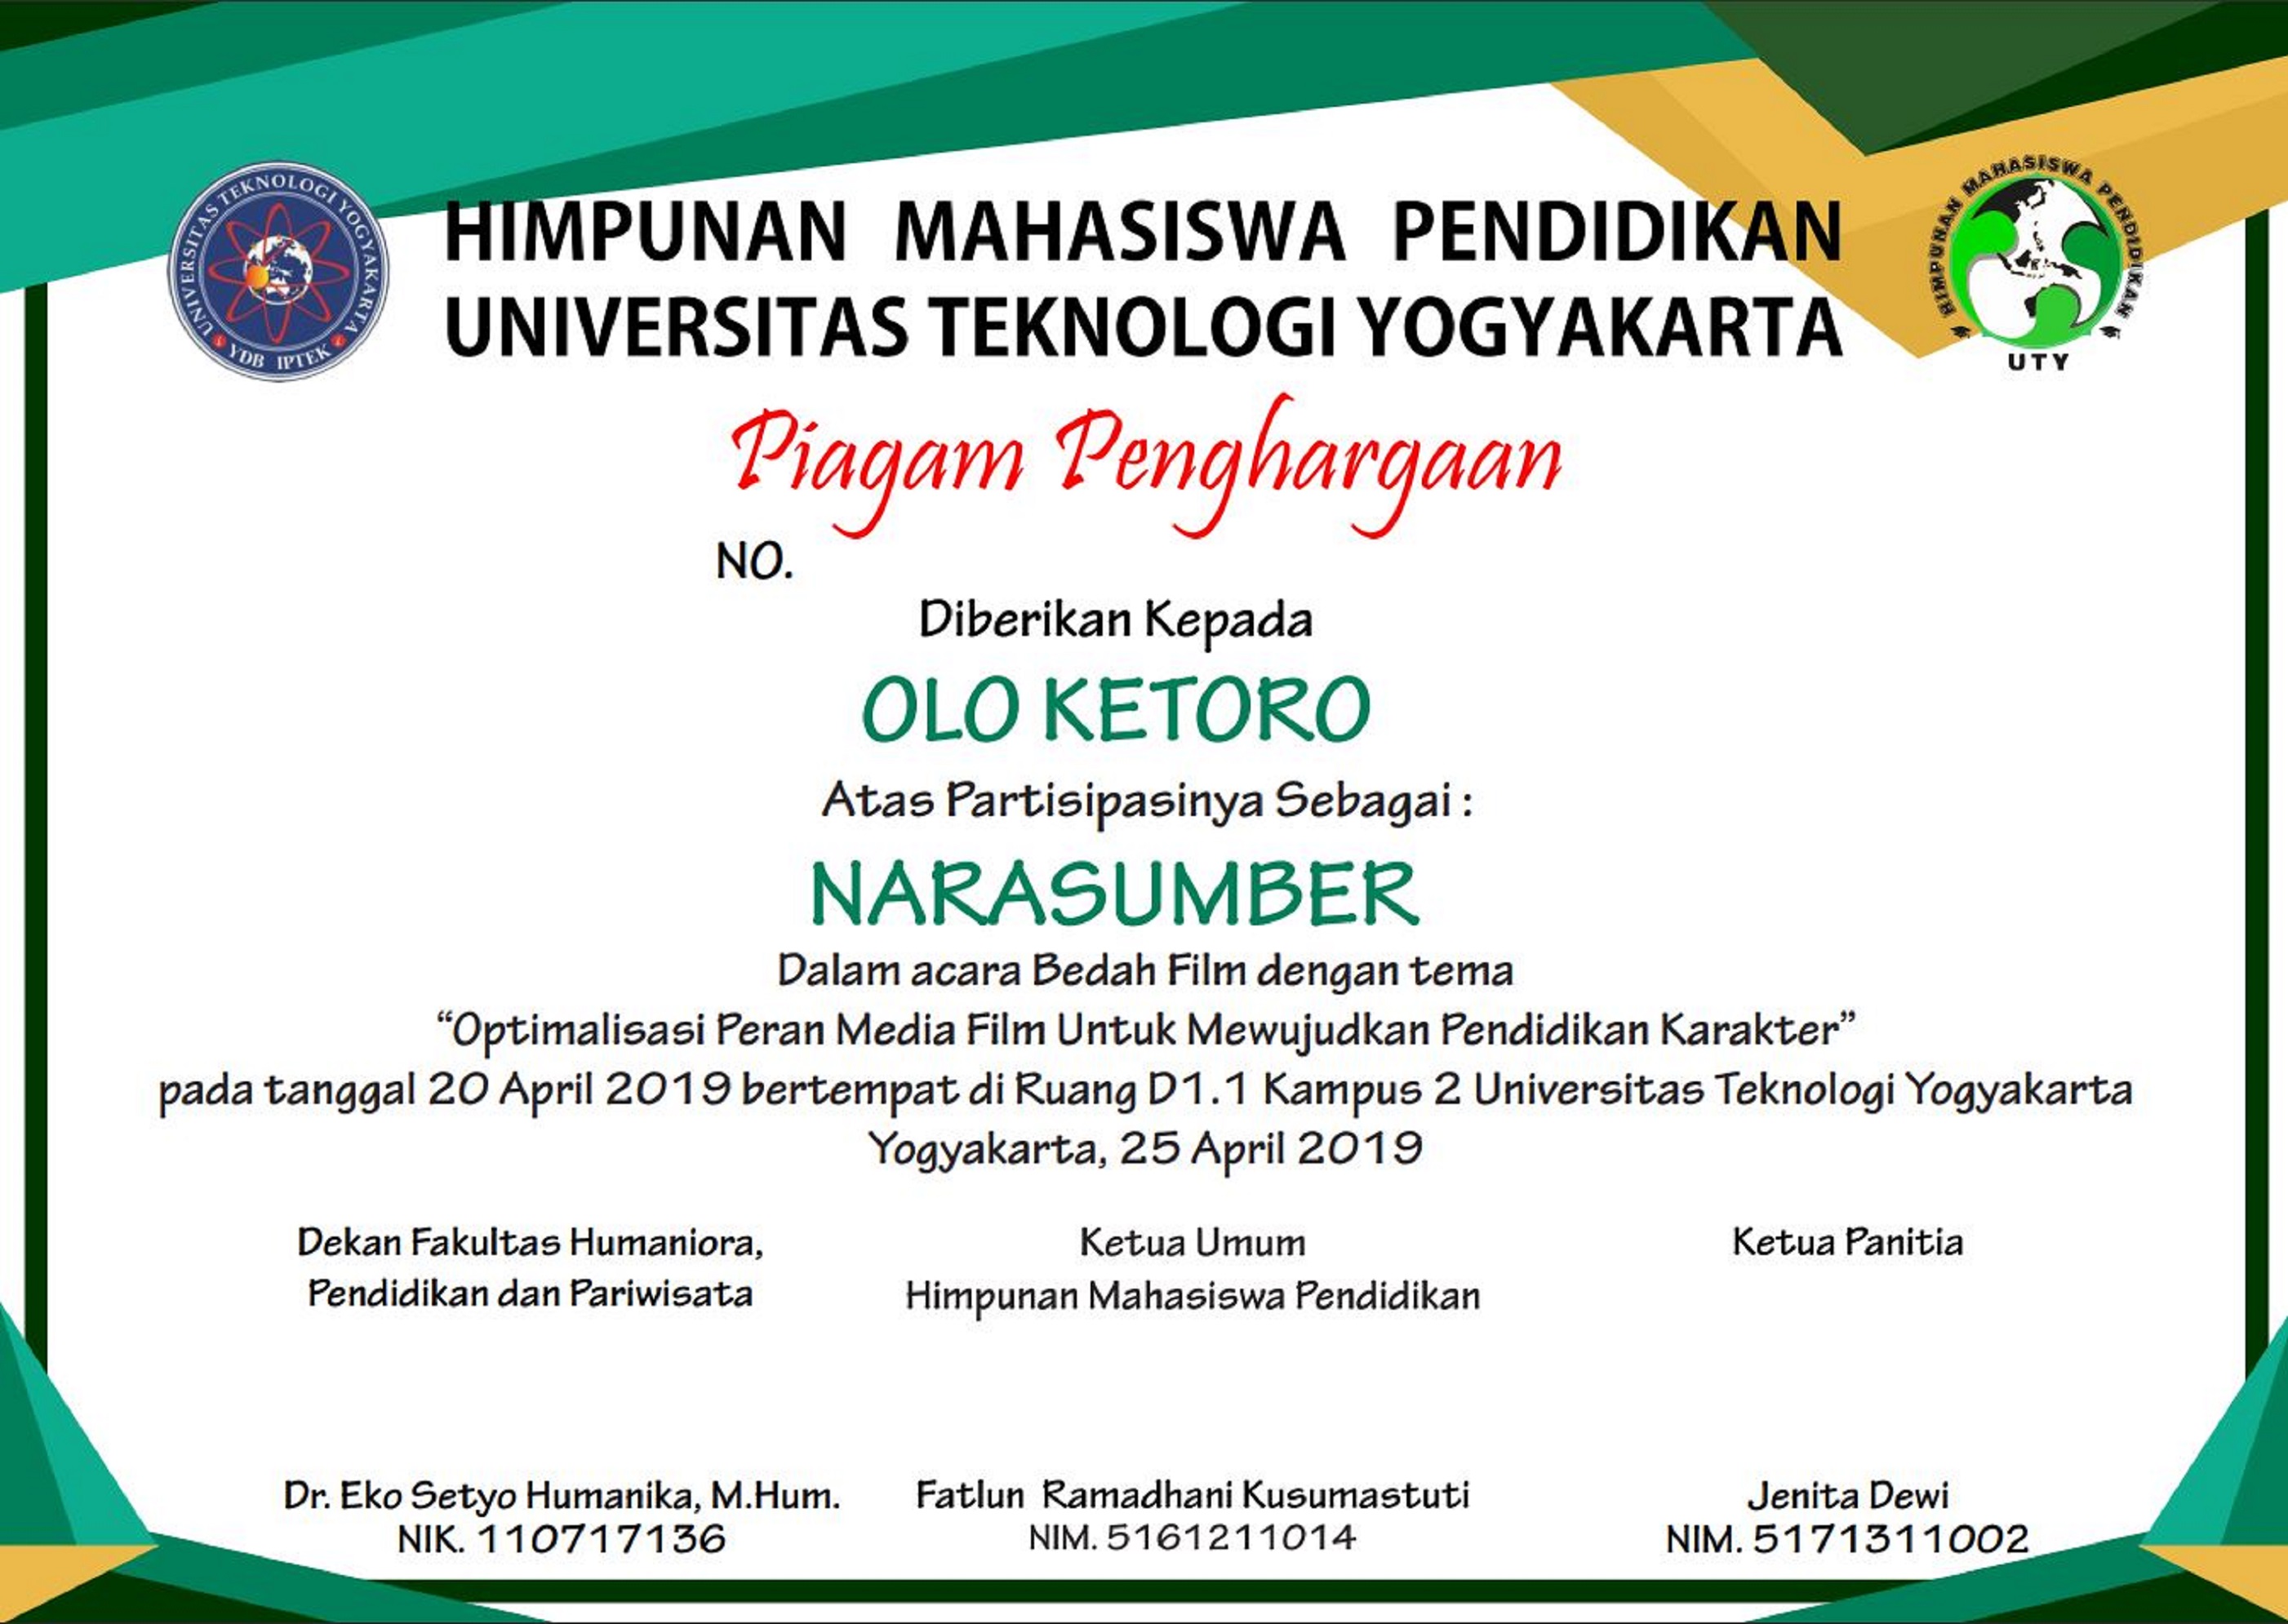 UNIVERSITAS TEKNOLOGI YOGYAKARTA
YDB IPTEK
HIMPUNAN MAHASISWA PENDIDIKAN
UNIVERSITAS TEKNOLOGI YOGYAKARTA
HIMPUNAN MAHASISWA PENDIDIKAN
UTY
Piagam Penghargaan
NO.
Diberikan Kepada
OLO KETORO
Atas Partisipasinya Sebagai :
NARASUMBER
Dalam acara Bedah Film dengan tema
“Optimalisasi Peran Media Film Untuk Mewujudkan Pendidikan Karakter”
pada tanggal 20 April 2019 bertempat di Ruang D1.1 Kampus 2 Universitas Teknologi Yogyakarta
Yogyakarta, 25 April 2019
Dekan Fakultas Humaniora,
Pendidikan dan Pariwisata
Dr. Eko Setyo Humanika, M.Hum.
NIK. 110717136
Ketua Umum
Himpunan Mahasiswa Pendidikan
Fatlun Ramadhani Kusumastuti
NIM. 5161211014
Ketua Panitia
Jenita Dewi
NIM. 5171311002